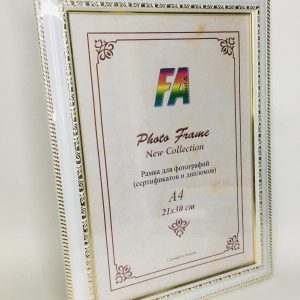 FA
Photo Frame
New Collection
Рамка для фотографий
(сертификатов и дипломов)
A4
21x30 cm